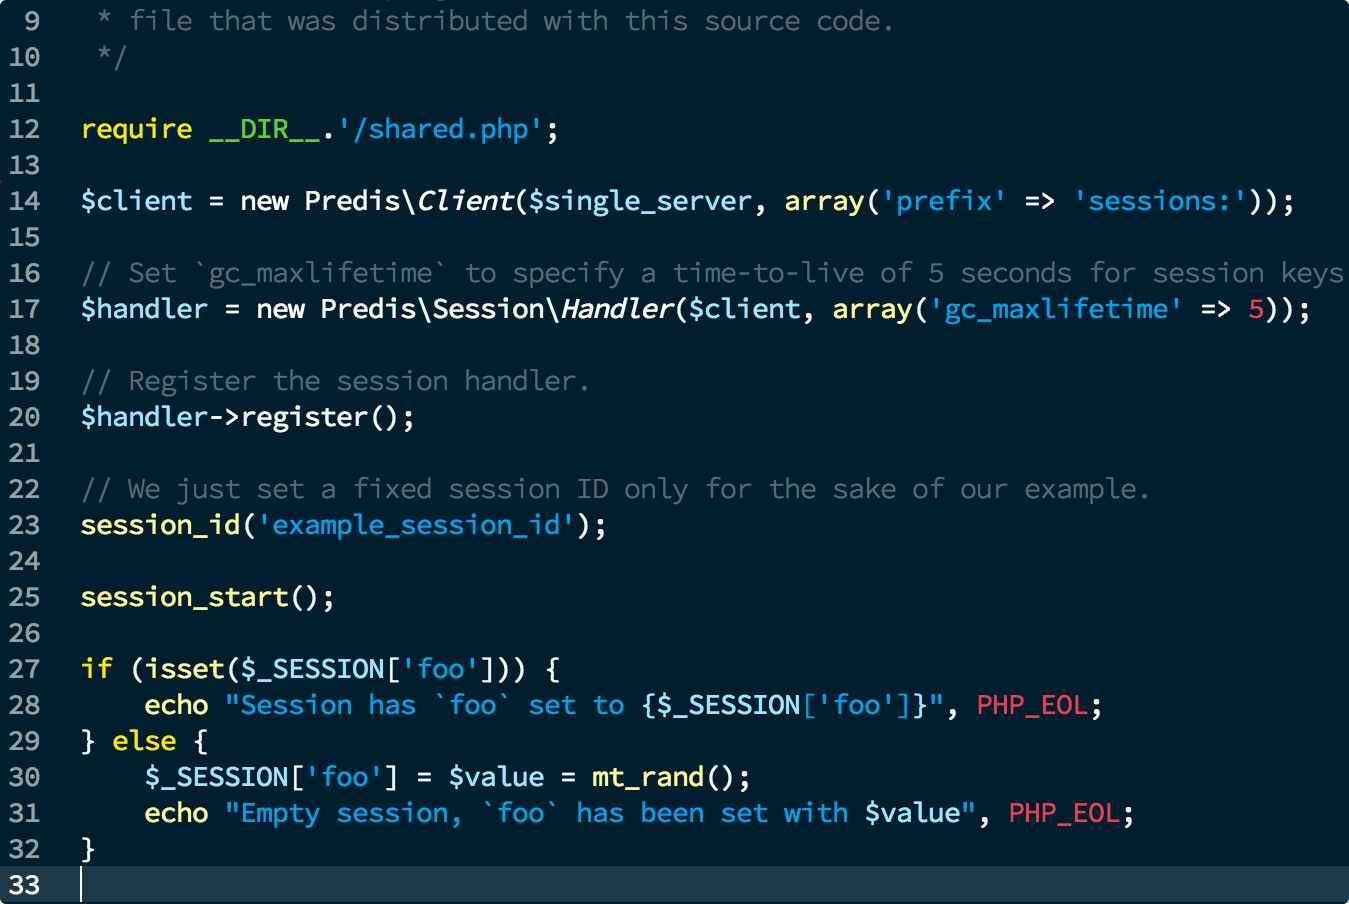 9 * file that was distributed with this source code.
10 */
11
12 require __DIR__.'/shared.php';
13
14 $client = new Predis\Client($single_server, array('prefix' => 'sessions:'));
15
16 // Set `gc_maxlifetime` to specify a time-to-live of 5 seconds for session keys
17 $handler = new Predis\Session\Handler($client, array('gc_maxlifetime' => 5));
18
19 // Register the session handler.
20 $handler->register();
21
22 // We just set a fixed session ID only for the sake of our example.
23 session_id('example_session_id');
24
25 session_start();
26
27 if (isset($_SESSION['foo'])) {
28     echo "Session has `foo` set to {$_SESSION['foo']}", PHP_EOL;
29 } else {
30     $_SESSION['foo'] = $value = mt_rand();
31     echo "Empty session, `foo` has been set with $value", PHP_EOL;
32 }
33